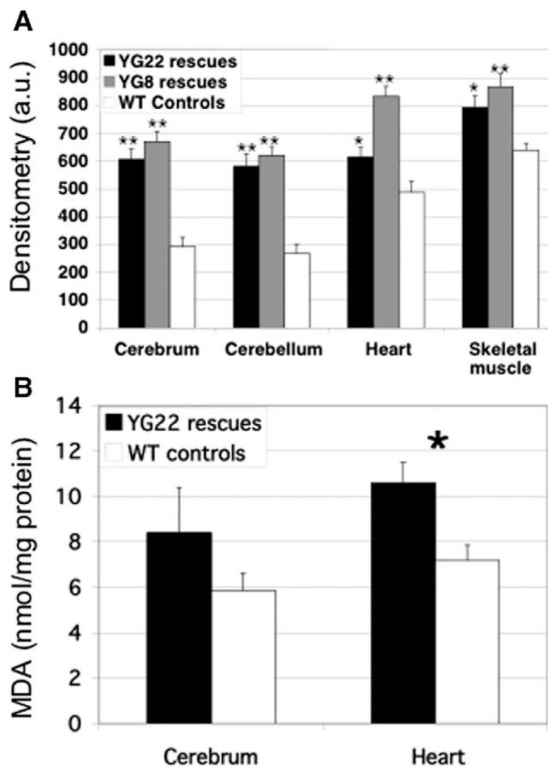 A
Densitometry (a.u.)
1000
900
800
700
600
500
400
300
200
100
0
YG22 rescues
YG8 rescues
WT Controls
** **
** **
* **
* **
Cerebrum
Cerebellum
Heart
Skeletal
muscle
B
MDA (nmol/mg protein)
14
12
10
8
6
4
2
0
YG22 rescues
WT controls
*
Cerebrum
Heart